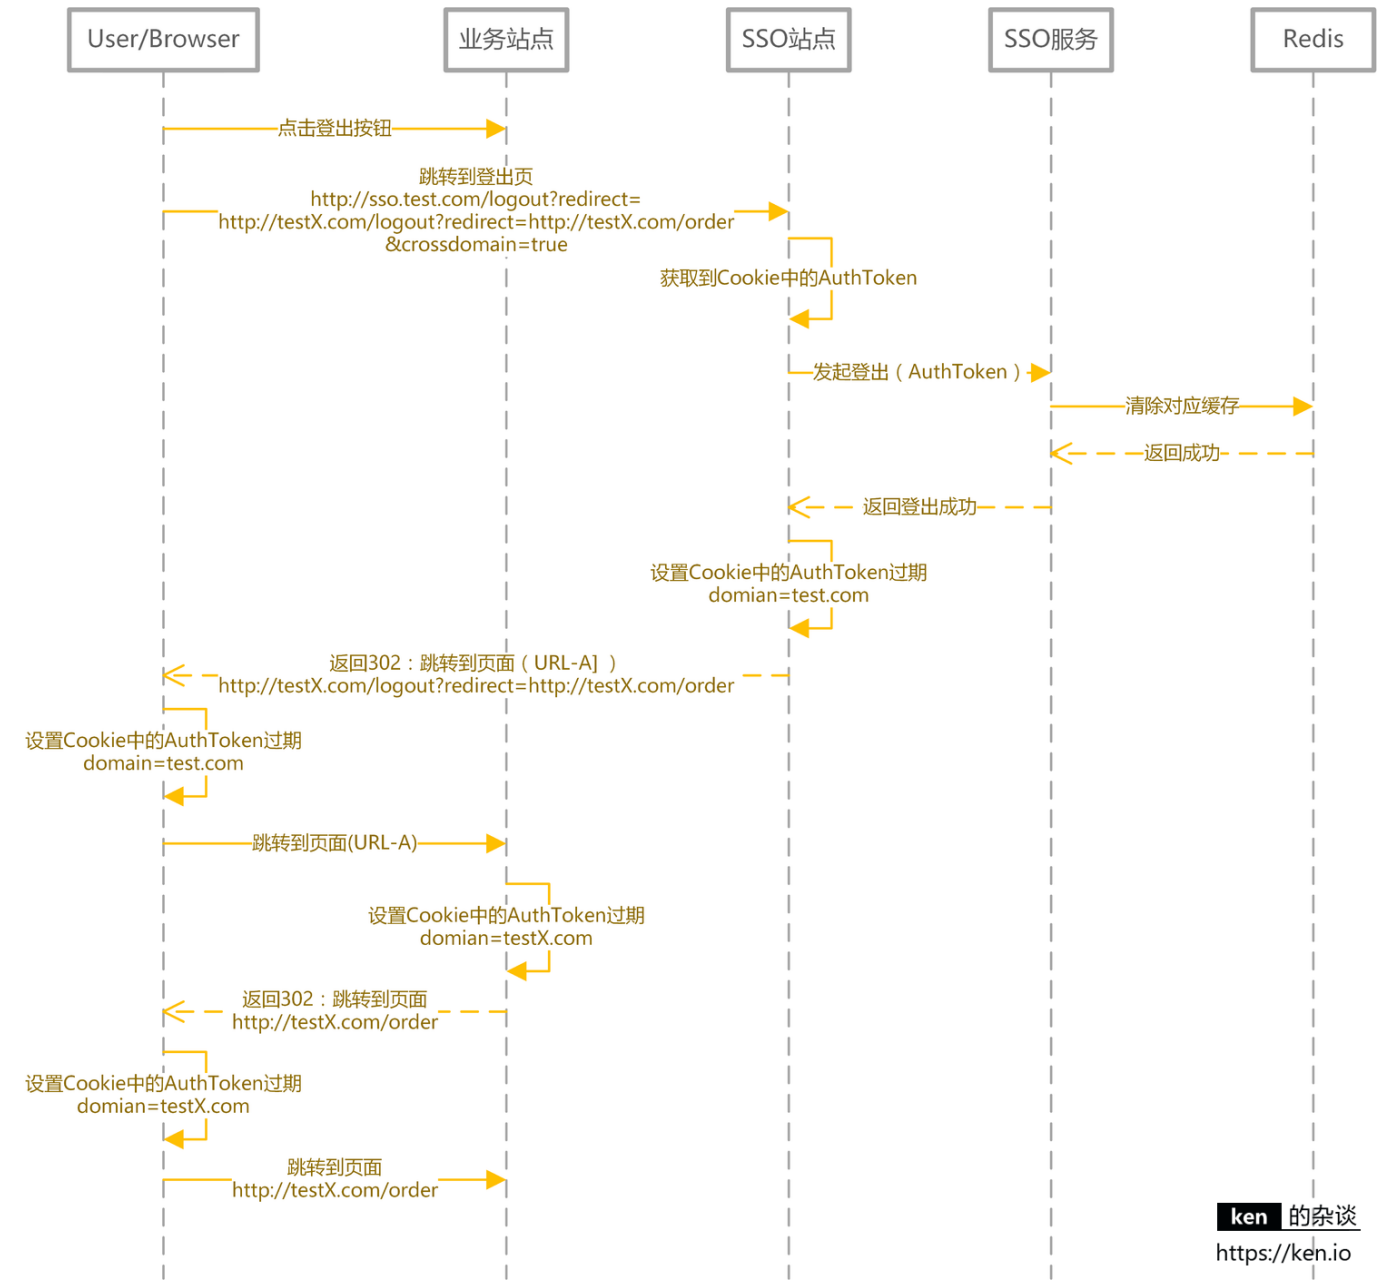 User/Browser
业务站点
SSO站点
SSO服务
Redis
点击登出按钮
跳转到登出页
http://sso.test.com/logout?redirect=
http://testX.com/logout?redirect=http://testX.com/order
&crossdomain=true
获取到Cookie中的AuthToken
发起登出（AuthToken）
清除对应缓存
返回成功
返回登出成功
设置Cookie中的AuthToken过期
domian=test.com
返回302：跳转到页面（URL-A]）
http://testX.com/logout?redirect=http://testX.com/order
设置Cookie中的AuthToken过期
domain=test.com
跳转到页面(URL-A)
设置Cookie中的AuthToken过期
domian=testX.com
返回302：跳转到页面
http://testX.com/order
设置Cookie中的AuthToken过期
domian=testX.com
跳转到页面
http://testX.com/order
ken 的杂谈
https://ken.io